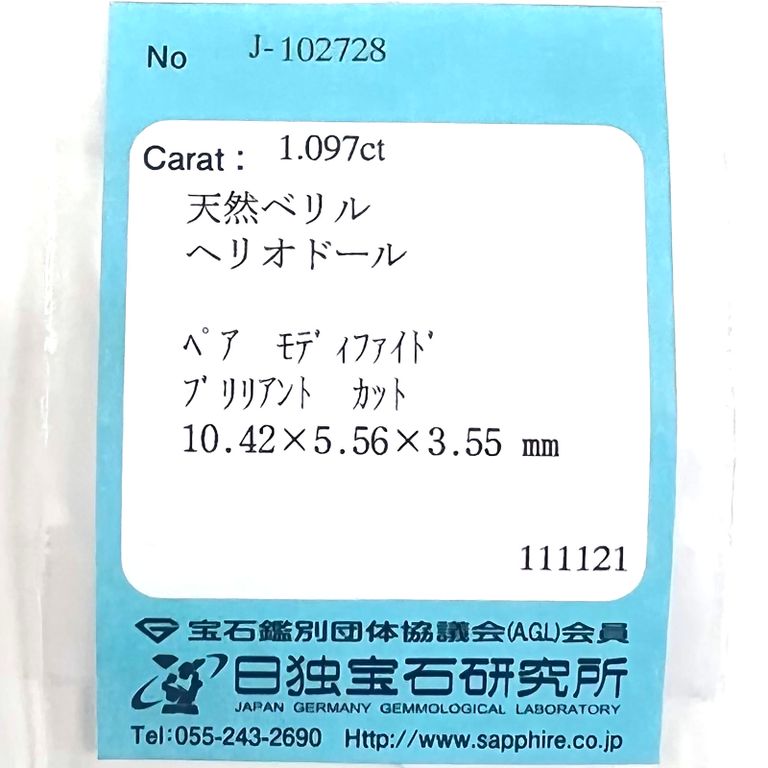 No J-102728
Carat: 1.097ct
天然ベリル
ヘリオドール
ﾍﾟｱ ﾓﾃﾞｨﾌｧｲﾄﾞ
ﾌﾞﾘﾘｱﾝﾄ ｶｯﾄ
10.42×5.56×3.55 mm
111121
宝石鑑別団体協議会(AGL)会員
日独宝石研究所
JAPAN GERMANY GEMMOLOGICAL LABORATORY
Tel:055-243-2690 Http://www.sapphire.co.jp